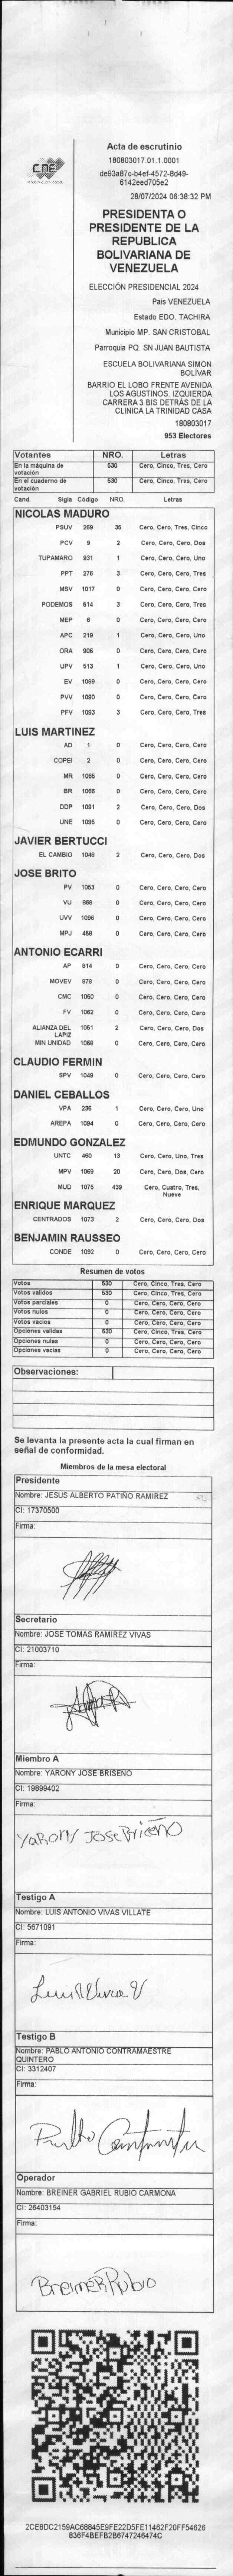 CNE
Acta de escrutinio
180803017.01.1.0001
de93a87c-b4ef-4572-8d49-
6142eed705e2
28/07/2024 06:38:32 PM
PRESIDENTA O
PRESIDENTE DE LA
REPUBLICA
BOLIVARIANA DE
VENEZUELA
ELECCIÓN PRESIDENCIAL 2024
Pais VENEZUELA
Estado EDO. TACHIRA
Municipio MP. SAN CRISTOBAL
Parroquia PQ. SN JUAN BAUTISTA
ESCUELA BOLIVARIANA SIMON
BOLÍVAR
BARRIO EL LOBO FRENTE AVENIDA
LOS AGUSTINOS. IZQUIERDA
CARRERA 3 BIS DETRÁS DE LA
CLINICA LA TRINIDAD CASA
180803017
953 Electores
Votantes NRO. Letras
En la máquina de votación 530 Cero, Cinco, Tres, Cero
En el cuaderno de votación 530 Cero, Cinco, Tres, Cero
Cand. Sigla Código NRO. Letras
NICOLAS MADURO
PSUV 269 35 Cero, Cero, Tres, Cinco
PCV 9 2 Cero, Cero, Cero, Dos
TUPAMARO 931 1 Cero, Cero, Cero, Uno
PPT 276 3 Cero, Cero, Cero, Tres
MSV 1017 0 Cero, Cero, Cero, Cero
PODEMOS 514 3 Cero, Cero, Cero, Tres
MEP 6 0 Cero, Cero, Cero, Cero
APC 219 1 Cero, Cero, Cero, Uno
ORA 906 0 Cero, Cero, Cero, Cero
UPV 513 1 Cero, Cero, Cero, Uno
EV 1089 0 Cero, Cero, Cero, Cero
PVV 1090 0 Cero, Cero, Cero, Cero
PFV 1093 3 Cero, Cero, Cero, Tres
LUIS MARTINEZ
AD 1 0 Cero, Cero, Cero, Cero
COPEI 2 0 Cero, Cero, Cero, Cero
MR 1065 0 Cero, Cero, Cero, Cero
BR 1066 0 Cero, Cero, Cero, Cero
DDP 1091 2 Cero, Cero, Cero, Dos
UNE 1095 0 Cero, Cero, Cero, Cero
JAVIER BERTUCCI
EL CAMBIO 1048 2 Cero, Cero, Cero, Dos
JOSE BRITO
PV 1053 0 Cero, Cero, Cero, Cero
VU 868 0 Cero, Cero, Cero, Cero
UVV 1096 0 Cero, Cero, Cero, Cero
MPJ 458 0 Cero, Cero, Cero, Cero
ANTONIO ECARRI
AP 814 0 Cero, Cero, Cero, Cero
MOVEV 878 0 Cero, Cero, Cero, Cero
CMC 1050 0 Cero, Cero, Cero, Cero
FV 1062 0 Cero, Cero, Cero, Cero
ALIANZA DEL LAPIZ 1051 2 Cero, Cero, Cero, Dos
MIN UNIDAD 1068 0 Cero, Cero, Cero, Cero
CLAUDIO FERMIN
SPV 1049 0 Cero, Cero, Cero, Cero
DANIEL CEBALLOS
VPA 236 1 Cero, Cero, Cero, Uno
AREPA 1094 0 Cero, Cero, Cero, Cero
EDMUNDO GONZALEZ
UNTC 460 13 Cero, Cero, Uno, Tres
MPV 1069 20 Cero, Cero, Dos, Cero
MUD 1075 439 Cero, Cuatro, Tres, Nueve
ENRIQUE MARQUEZ
CENTRADOS 1073 2 Cero, Cero, Cero, Dos
BENJAMIN RAUSSEO
CONDE 1092 0 Cero, Cero, Cero, Cero
Resumen de votos
Votos 530 Cero, Cinco, Tres, Cero
Votos validos 530 Cero, Cinco, Tres, Cero
Votos parciales 0 Cero, Cero, Cero, Cero
Votos nulos 0 Cero, Cero, Cero, Cero
Votos vacios 0 Cero, Cero, Cero, Cero
Opciones validas 530 Cero, Cinco, Tres, Cero
Opciones nulas 0 Cero, Cero, Cero, Cero
Opciones vacias 0 Cero, Cero, Cero, Cero
Observaciones:
Se levanta la presente acta la cual firman en
señal de conformidad.
Miembros de la mesa electoral
Presidente
Nombre: JESUS ALBERTO PATIÑO RAMIREZ
CI: 17370500
Firma:
Secretario
Nombre: JOSE TOMAS RAMIREZ VIVAS
CI: 21003710
Firma:
Miembro A
Nombre: YARONY JOSE BRISEÑO
CI: 19899402
Firma:
YARONY JOSE Briceño
Testigo A
Nombre: LUIS ANTONIO VIVAS VILLATE
CI: 5671091
Firma:
Testigo B
Nombre: PABLO ANTONIO CONTRAMAESTRE
QUINTERO
CI: 3312407
Firma:
Operador
Nombre: BREINER GABRIEL RUBIO CARMONA
CI: 26403154
Firma:
Breiner Rubio
2CE8DC2159AC68845E9FE22D5FE11462F20FF54626
836F4BEFB2B6747246474C